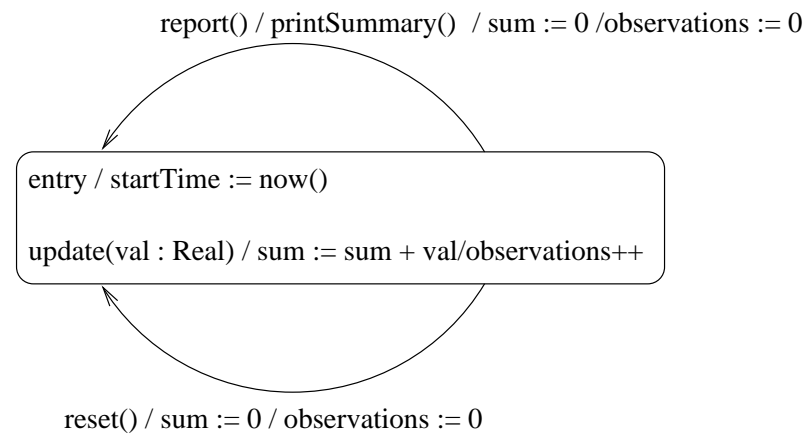 report() / printSummary()  / sum := 0 /observations := 0
entry / startTime := now()
update(val : Real) / sum := sum + val/observations++
reset() / sum := 0 / observations := 0